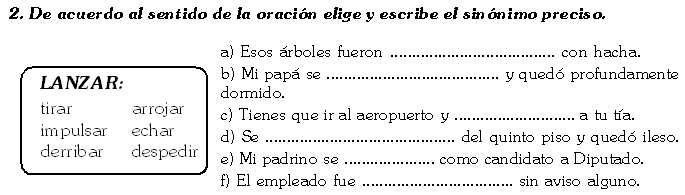 2. De acuerdo al sentido de la oración elige y escribe el sinónimo preciso.
LANZAR:
tirar arrojar
impulsar echar
derribar despedir
a) Esos árboles fueron ........................................ con hacha.
b) Mi papá se .......................................... y quedó profundamente
dormido.
c) Tienes que ir al aeropuerto y ............................. a tu tía.
d) Se .............................................. del quinto piso y quedó ileso.
e) Mi padrino se ...................... como candidato a Diputado.
f) El empleado fue ..................................... sin aviso alguno.